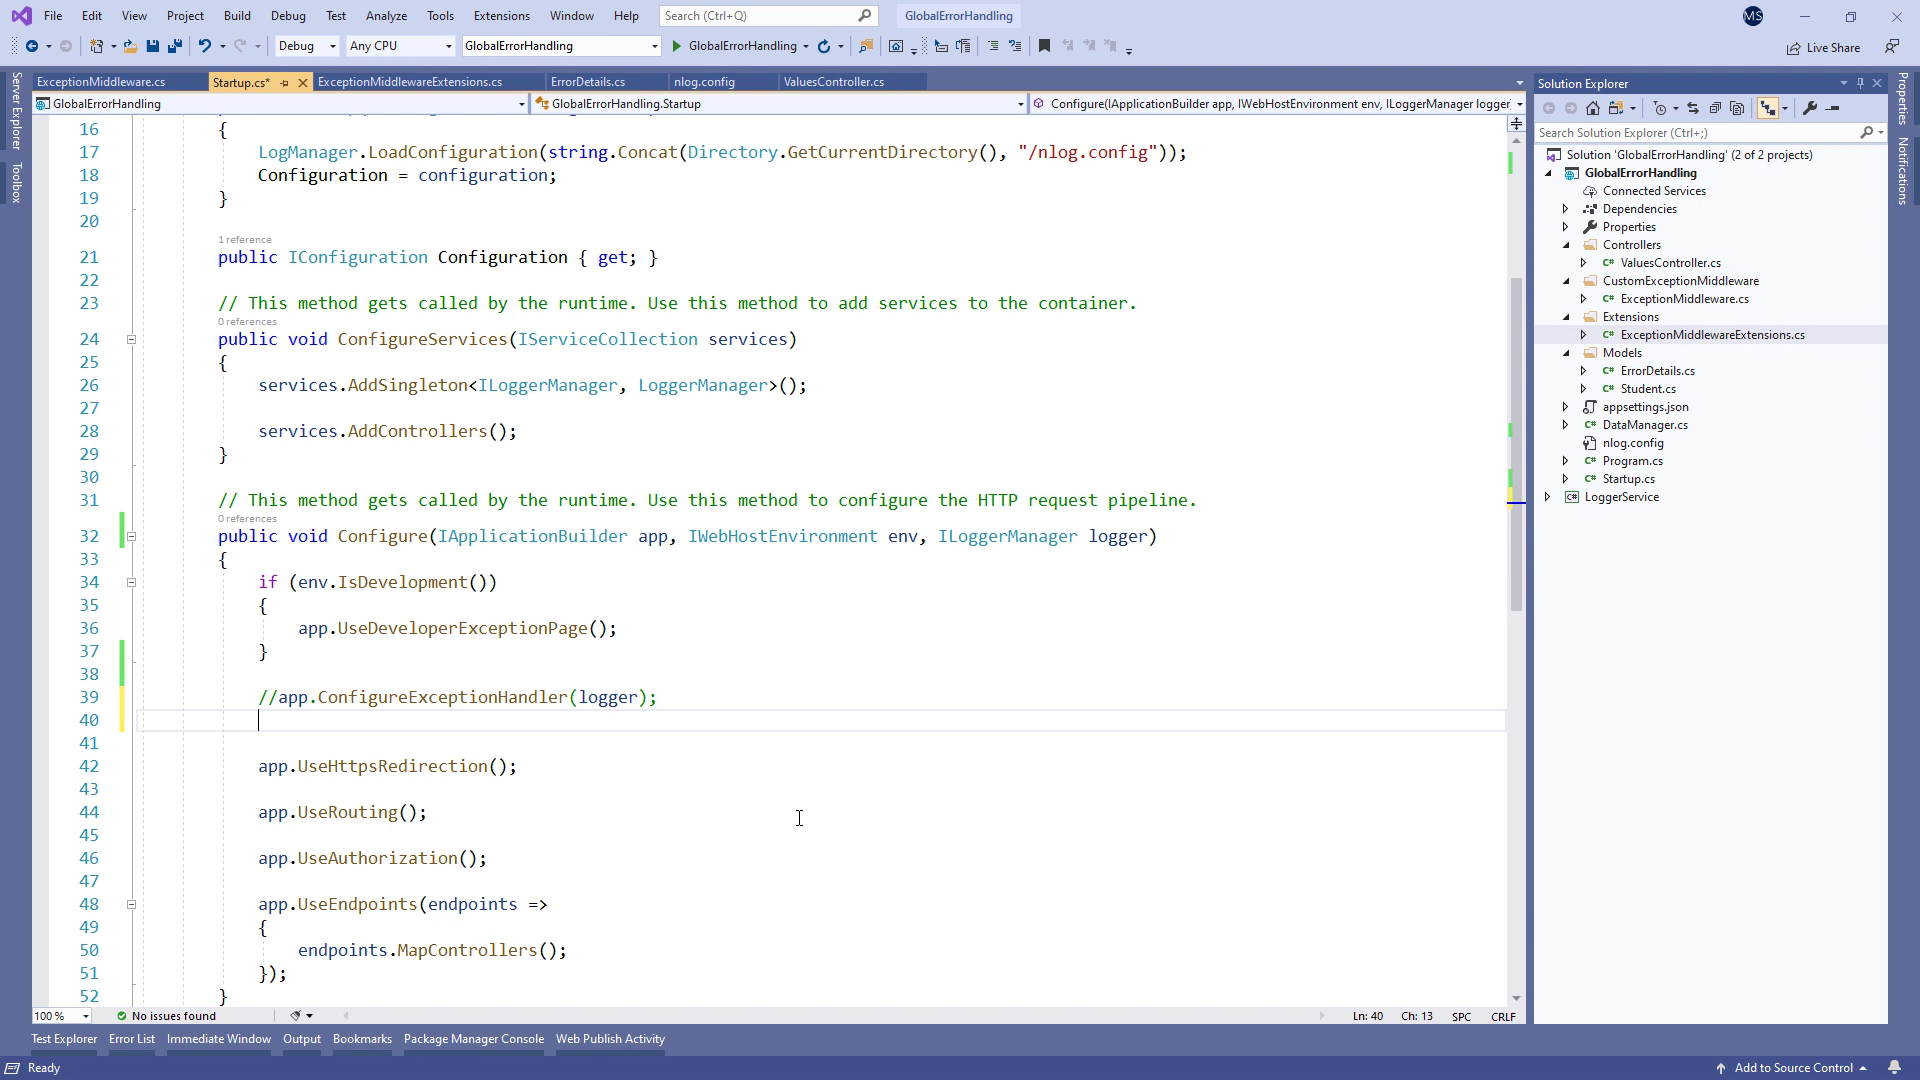 File Edit View Project Build Debug Test Analyze Tools Extensions Window Help Search (Ctrl+Q) GlobalErrorHandling MS
Debug Any CPU GlobalErrorHandling GlobalErrorHandling Live Share
ExceptionMiddleware.cs Startup.cs* ExceptionMiddlewareExtensions.cs ErrorDetails.cs nlog.config ValuesController.cs
GlobalErrorHandling GlobalErrorHandling.Startup Configure(IApplicationBuilder app, IWebHostEnvironment env, ILoggerManager logger)
Server Explorer
Toolbox
16 {
17 LogManager.LoadConfiguration(string.Concat(Directory.GetCurrentDirectory(), "/nlog.config"));
18 Configuration = configuration;
19 }
20
1 reference
21 public IConfiguration Configuration { get; }
22
23 // This method gets called by the runtime. Use this method to add services to the container.
0 references
24 public void ConfigureServices(IServiceCollection services)
25 {
26 services.AddSingleton<ILoggerManager, LoggerManager>();
27
28 services.AddControllers();
29 }
30
31 // This method gets called by the runtime. Use this method to configure the HTTP request pipeline.
0 references
32 public void Configure(IApplicationBuilder app, IWebHostEnvironment env, ILoggerManager logger)
33 {
34 if (env.IsDevelopment())
35 {
36 app.UseDeveloperExceptionPage();
37 }
38
39 //app.ConfigureExceptionHandler(logger);
40
41
42 app.UseHttpsRedirection();
43
44 app.UseRouting();
45
46 app.UseAuthorization();
47
48 app.UseEndpoints(endpoints =>
49 {
50 endpoints.MapControllers();
51 });
52 }
100 % No issues found Ln: 40 Ch: 13 SPC CRLF
Solution Explorer
Search Solution Explorer (Ctrl+;)
Solution 'GlobalErrorHandling' (2 of 2 projects)
GlobalErrorHandling
Connected Services
Dependencies
Properties
Controllers
C# ValuesController.cs
CustomExceptionMiddleware
C# ExceptionMiddleware.cs
Extensions
C# ExceptionMiddlewareExtensions.cs
Models
C# ErrorDetails.cs
C# Student.cs
appsettings.json
C# DataManager.cs
nlog.config
C# Program.cs
C# Startup.cs
C# LoggerService
Properties
Notifications
Test Explorer Error List Immediate Window Output Bookmarks Package Manager Console Web Publish Activity
Ready Add to Source Control